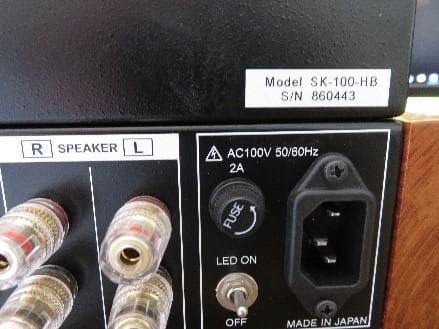 Model SK-100-HB
S/N 860443
R SPEAKER L
AC100V 50/60Hz
2A
FUSE
LED ON
OFF
MADE IN JAPAN